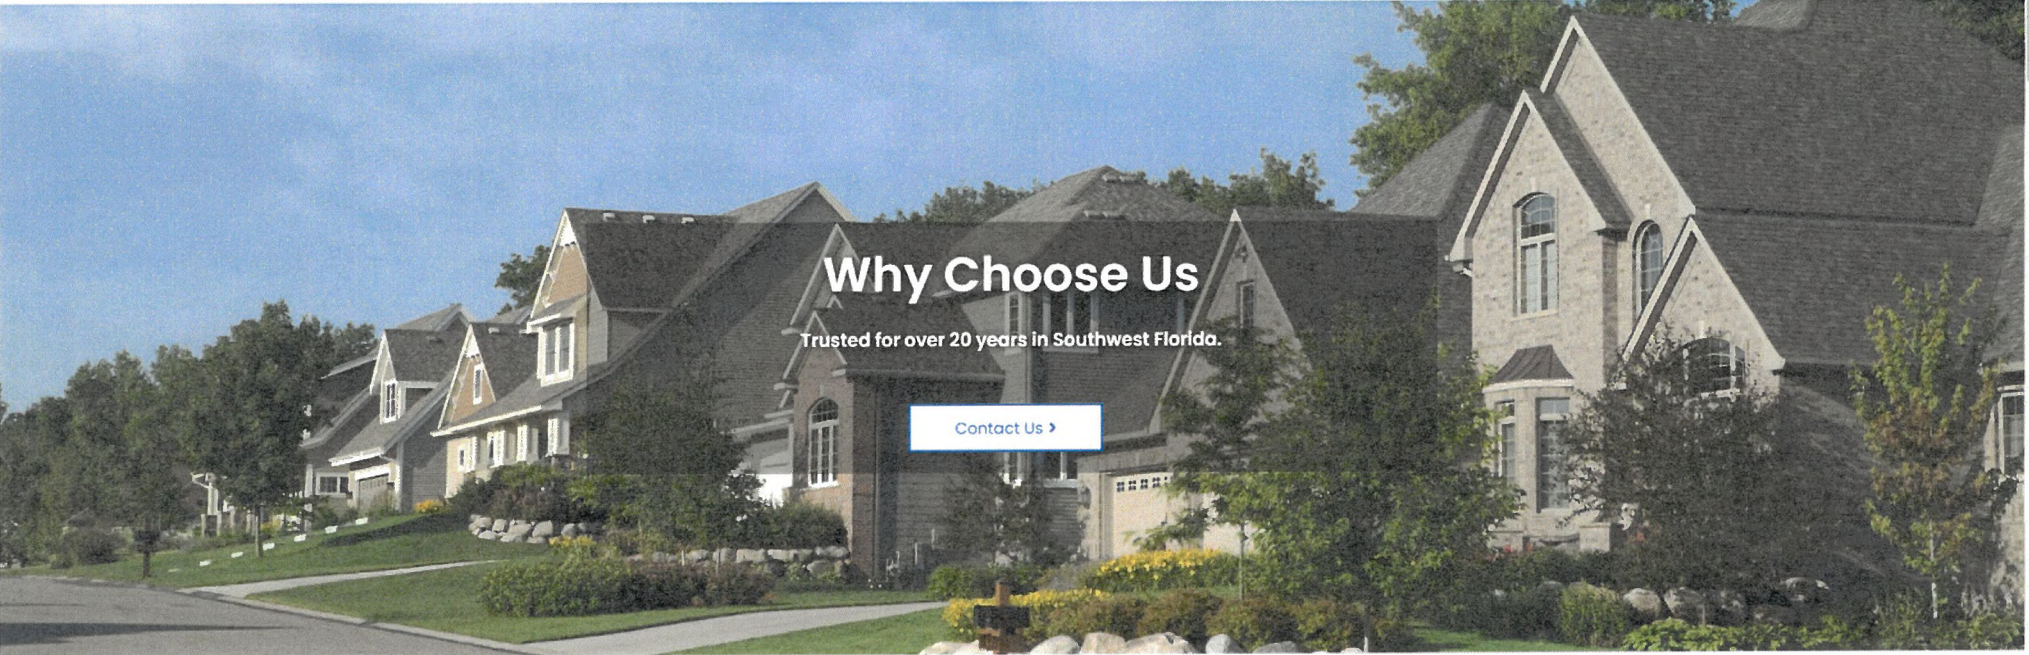 Why Choose Us
Trusted for over 20 years in Southwest Florida.
Contact Us >